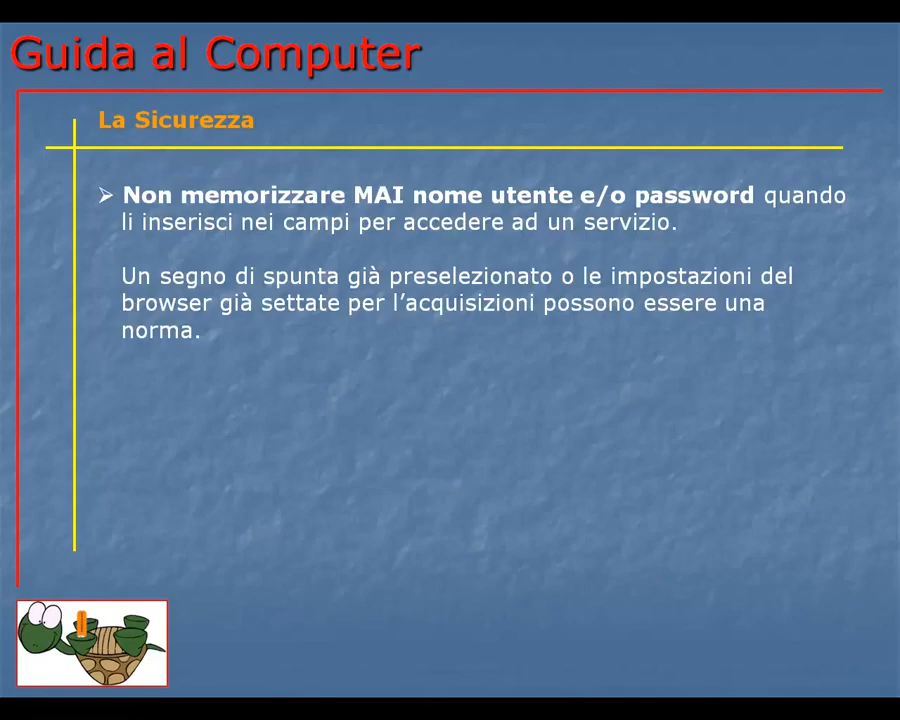 Guida al Computer
La Sicurezza
➢ Non memorizzare MAI nome utente e/o password quando
li inserisci nei campi per accedere ad un servizio.
Un segno di spunta già preselezionato o le impostazioni del
browser già settate per l’acquisizioni possono essere una
norma.